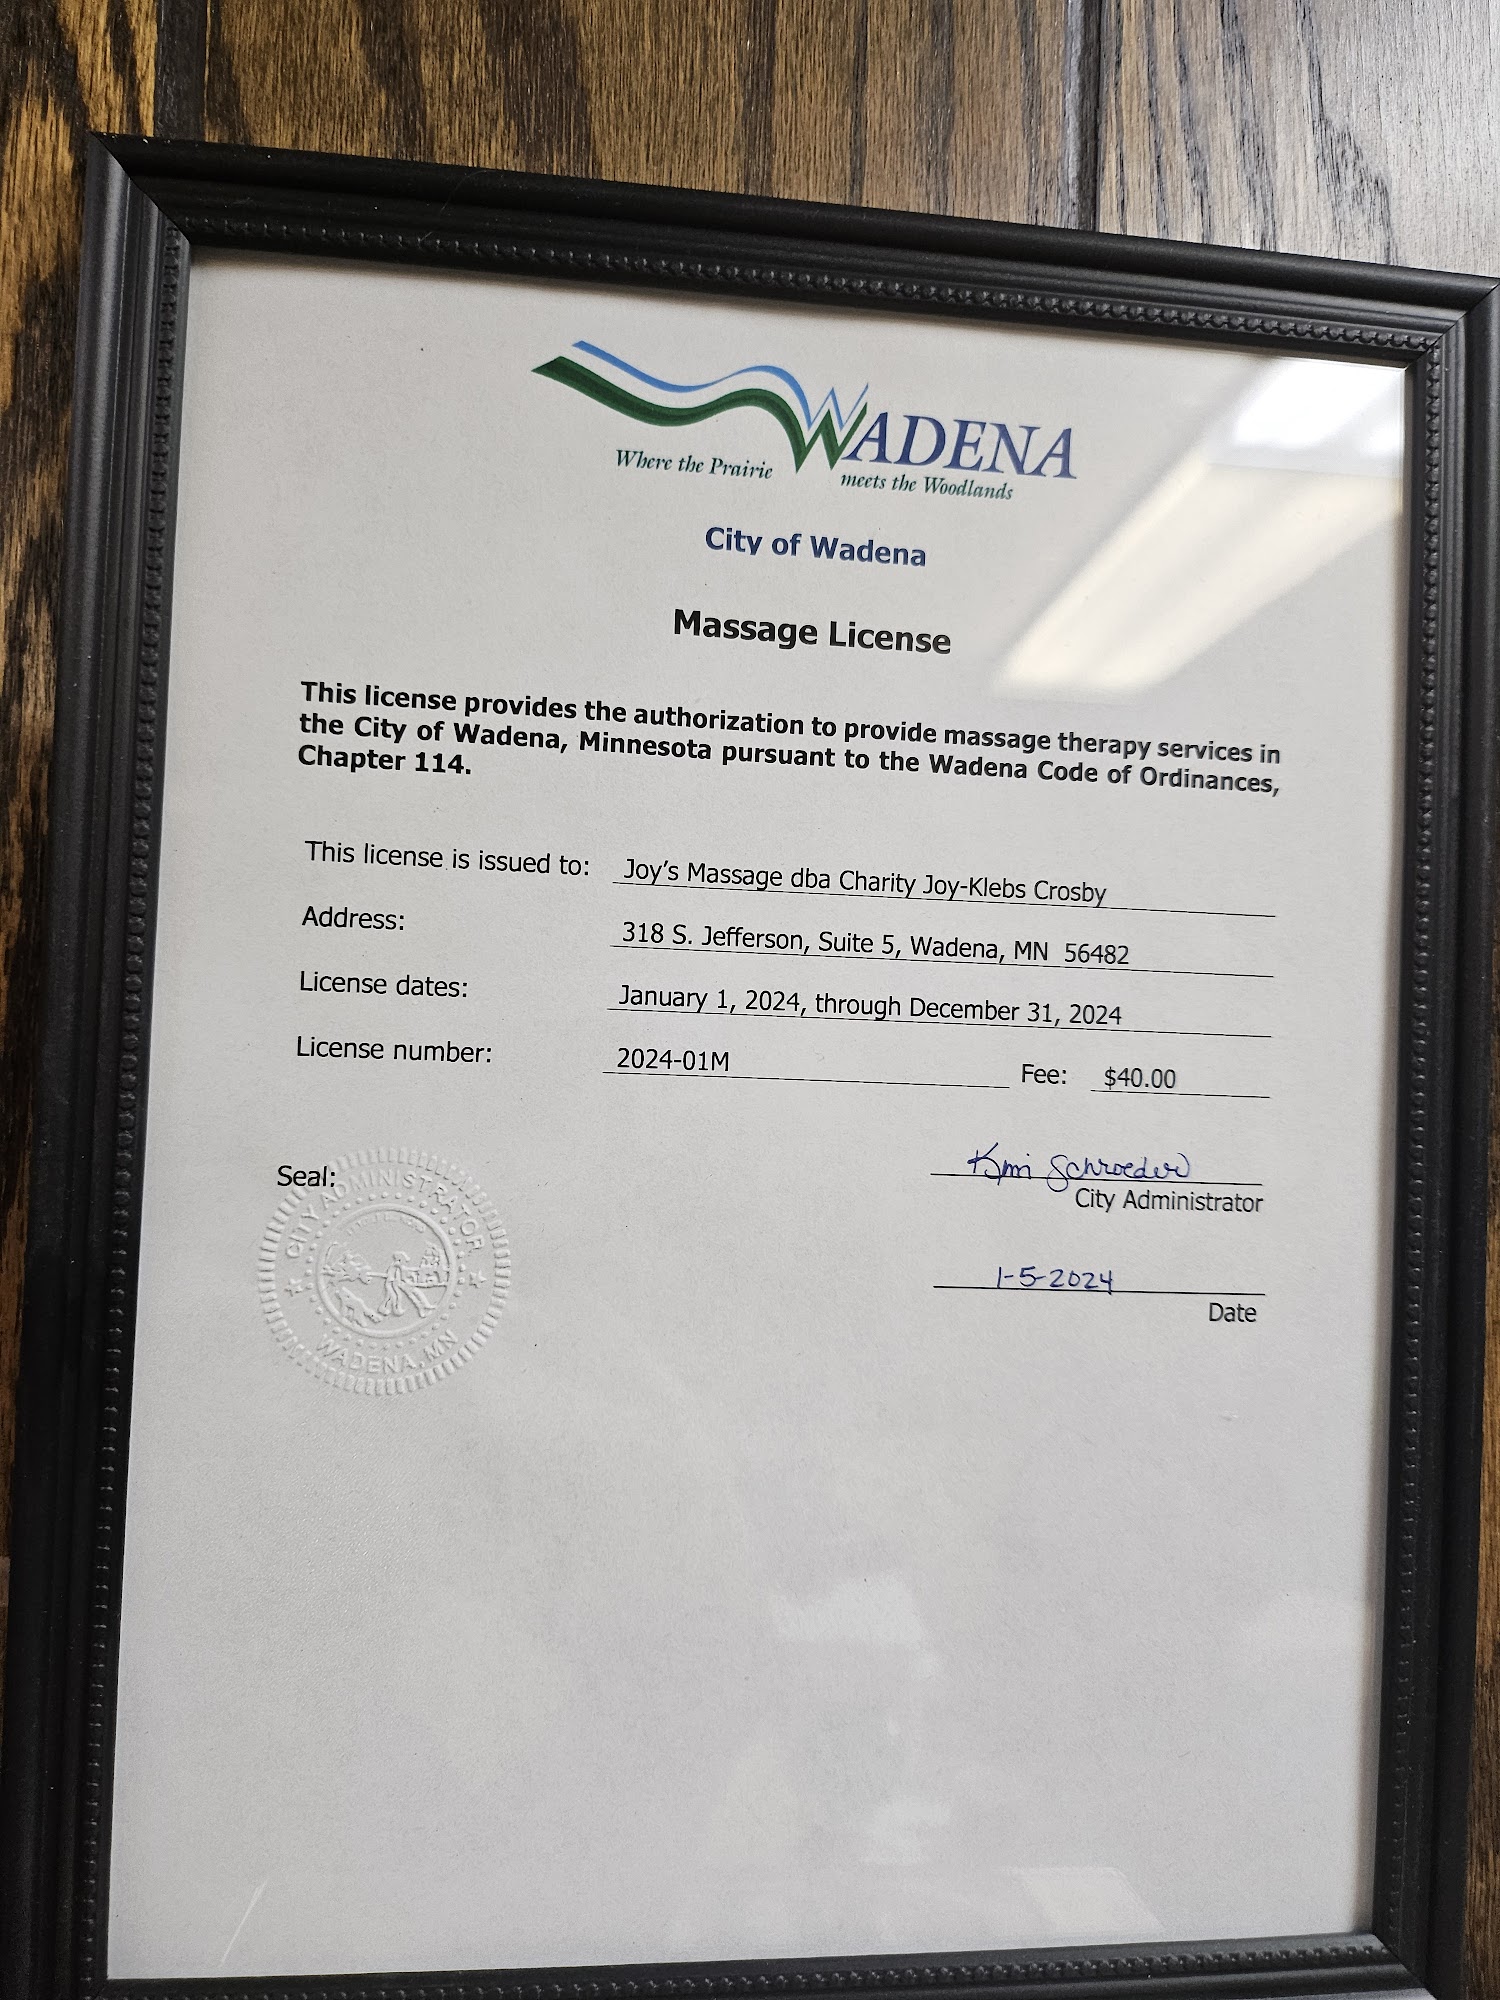 WADENA
Where the Prairie
meets the Woodlands
City of Wadena
Massage License
This license provides the authorization to provide massage therapy services in
the City of Wadena, Minnesota pursuant to the Wadena Code of Ordinances,
Chapter 114.
This license is issued to: Joy's Massage dba Charity Joy-Klebs Crosby
Address: 318 S. Jefferson, Suite 5, Wadena, MN 56482
License dates: January 1, 2024, through December 31, 2024
License number: 2024-01M Fee: $40.00
Seal:
CITY ADMINISTRATOR
WADENA, MN
Kim Schroeder
City Administrator
1-5-2024
Date